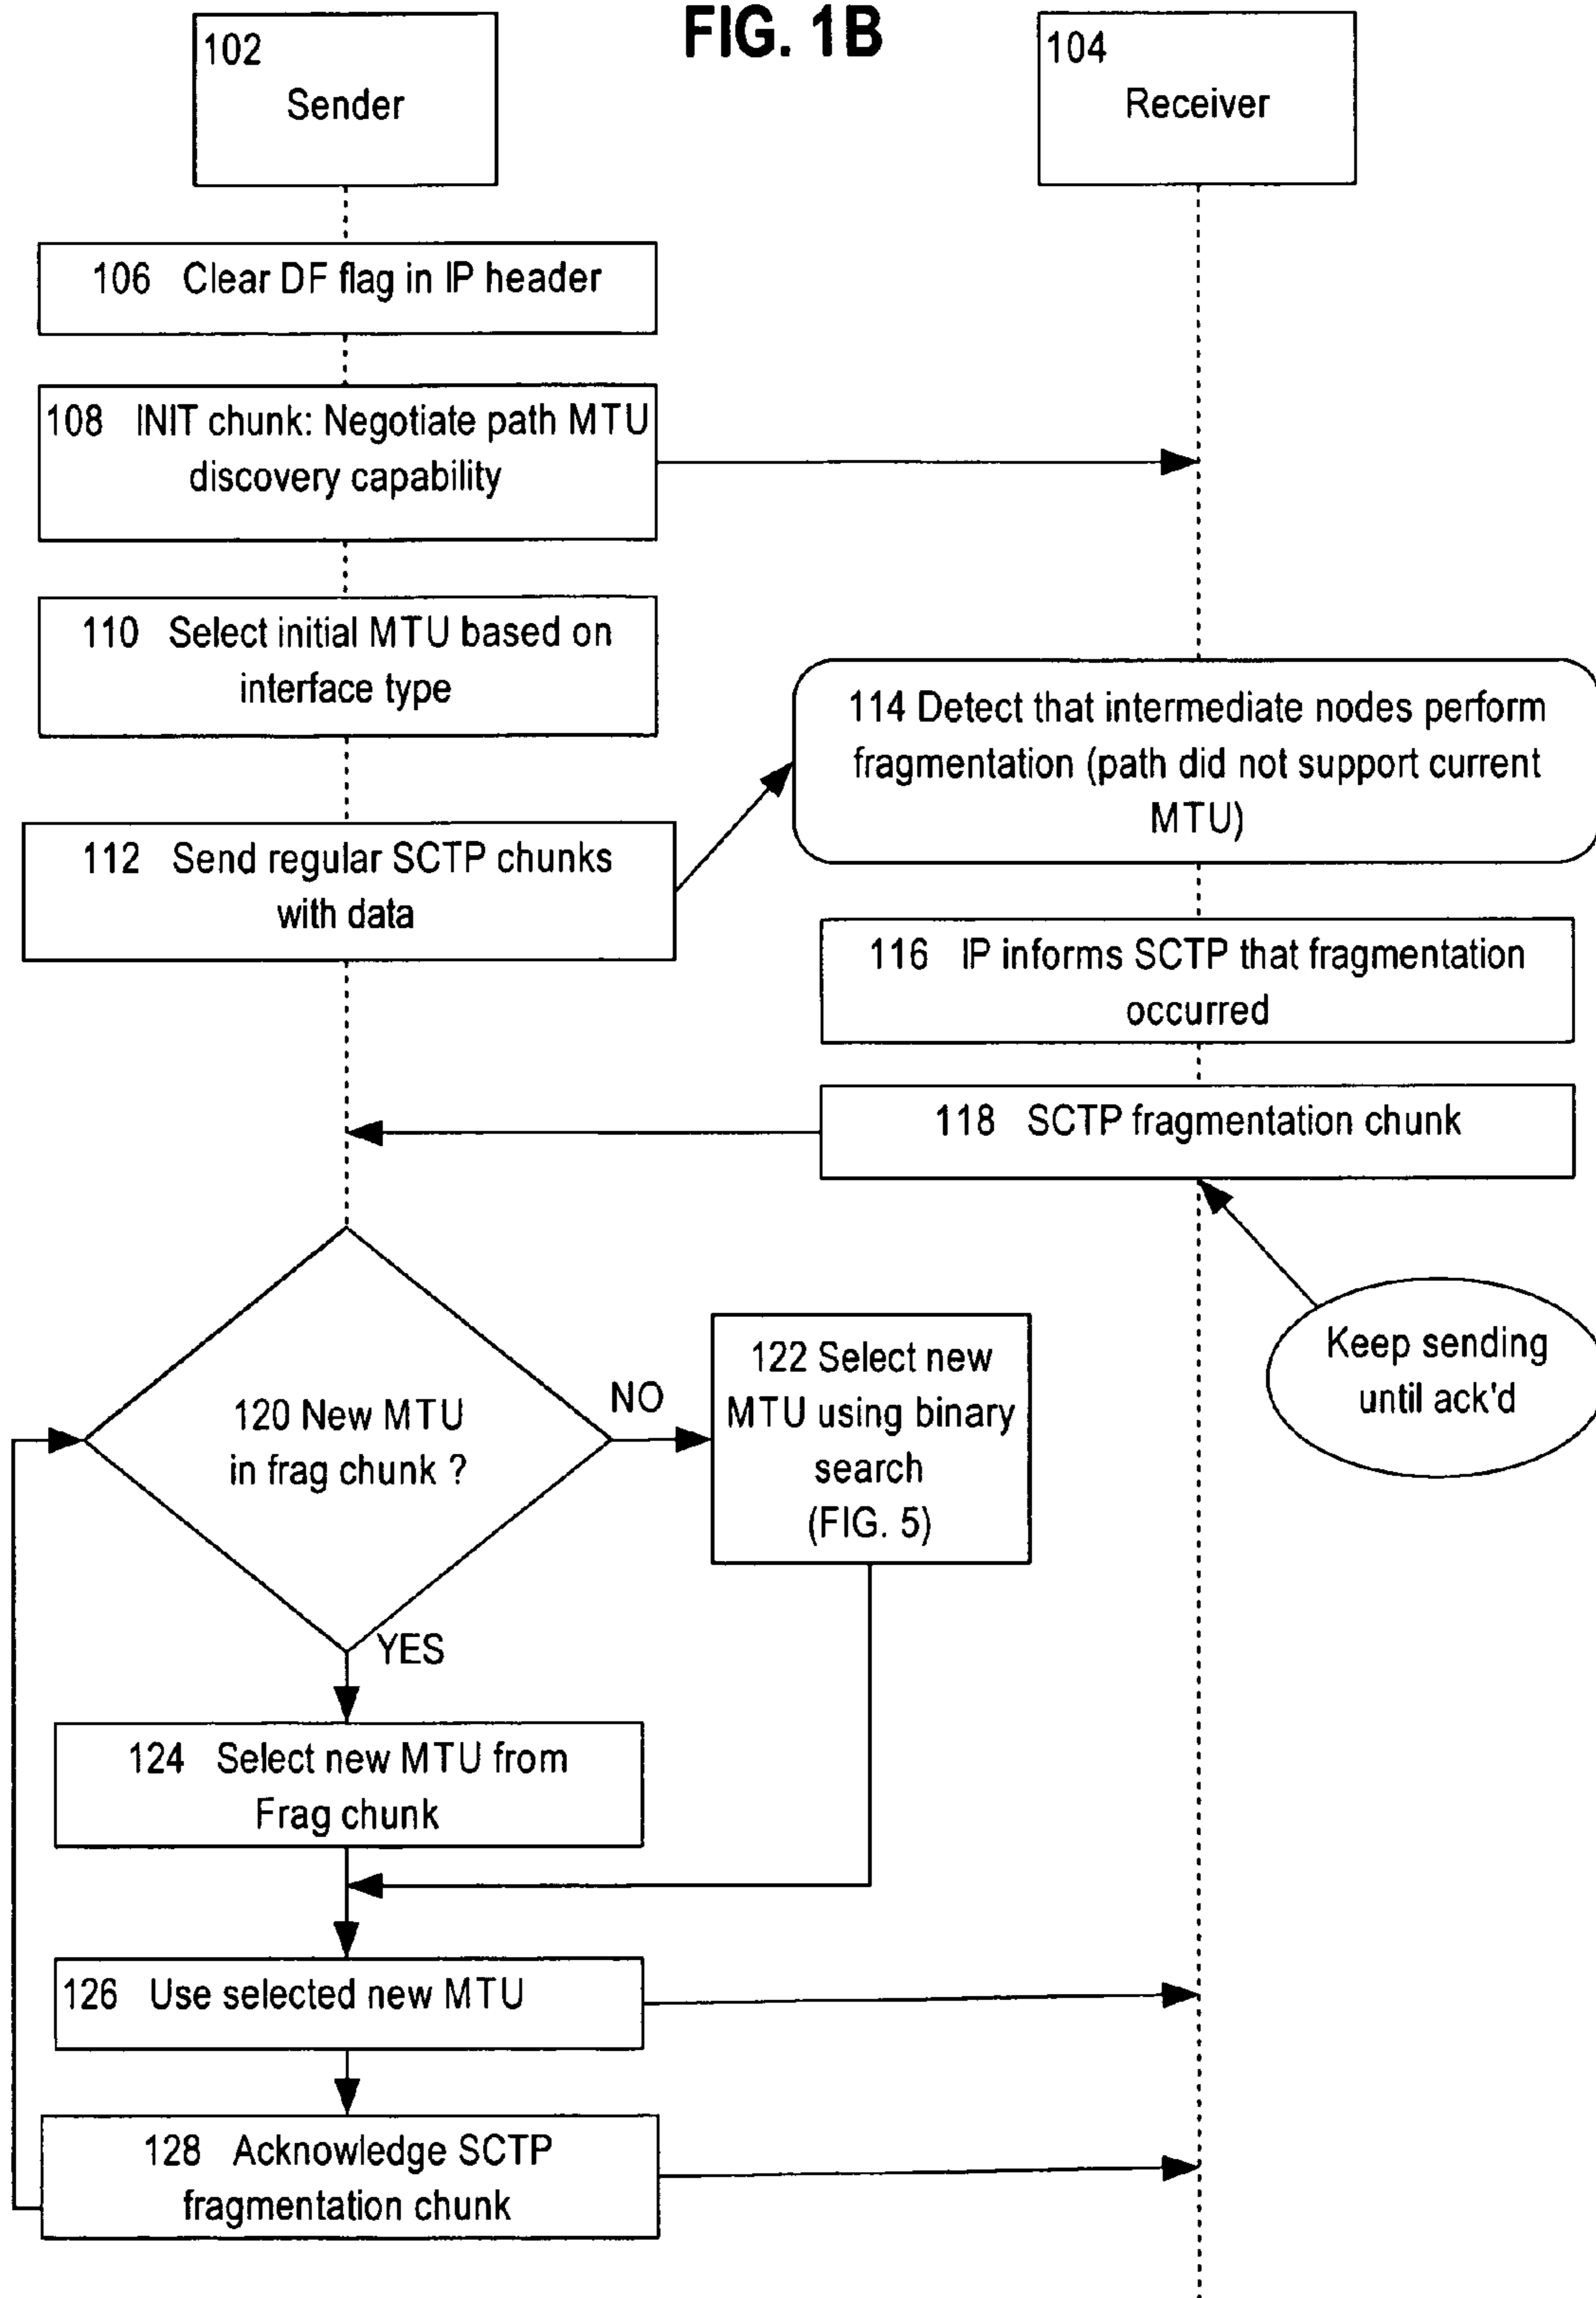 FIG. 1B
102
Sender
104
Receiver
106 Clear DF flag in IP header
108 INIT chunk: Negotiate path MTU
discovery capability
110 Select initial MTU based on
interface type
114 Detect that intermediate nodes perform
fragmentation (path did not support current
MTU)
112 Send regular SCTP chunks
with data
116 IP informs SCTP that fragmentation
occurred
118 SCTP fragmentation chunk
Keep sending
until ack'd
120 New MTU
in frag chunk ?
NO
122 Select new
MTU using binary
search
(FIG. 5)
YES
124 Select new MTU from
Frag chunk
126 Use selected new MTU
128 Acknowledge SCTP
fragmentation chunk